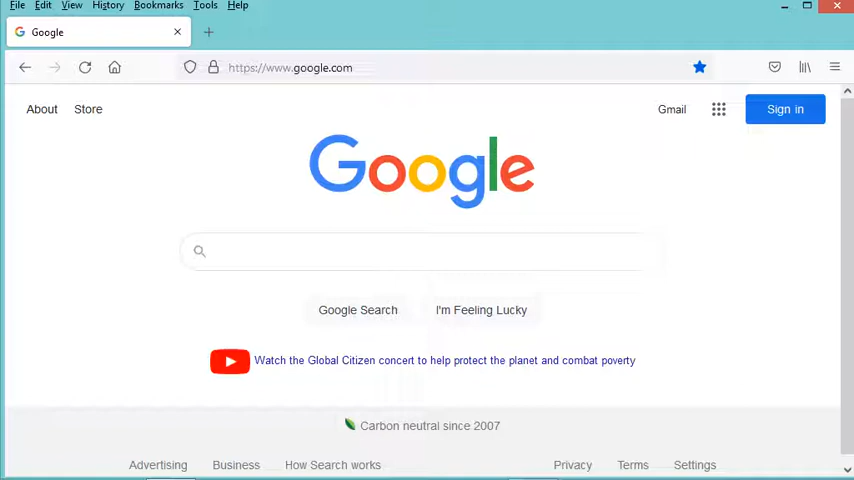 File Edit View History Bookmarks Tools Help
Google
https://www.google.com
About Store Gmail Sign in
Google
Google Search I'm Feeling Lucky
Watch the Global Citizen concert to help protect the planet and combat poverty
Carbon neutral since 2007
Advertising Business How Search works Privacy Terms Settings